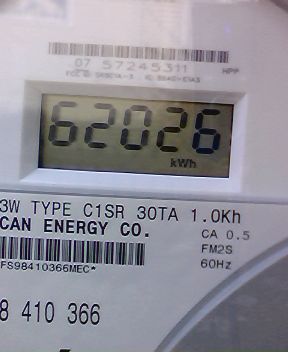 07 57245311
HPP
62026
kWh
3W TYPE C1SR 30TA 1.0Kh
CAN ENERGY CO.
CA 0.5
FM2S
FS98410366MEC*
60Hz
8 410 366